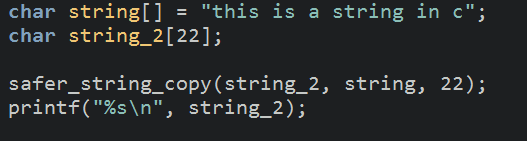 char string[] = "this is a string in c";
char string_2[22];
safer_string_copy(string_2, string, 22);
printf("%s\n", string_2);